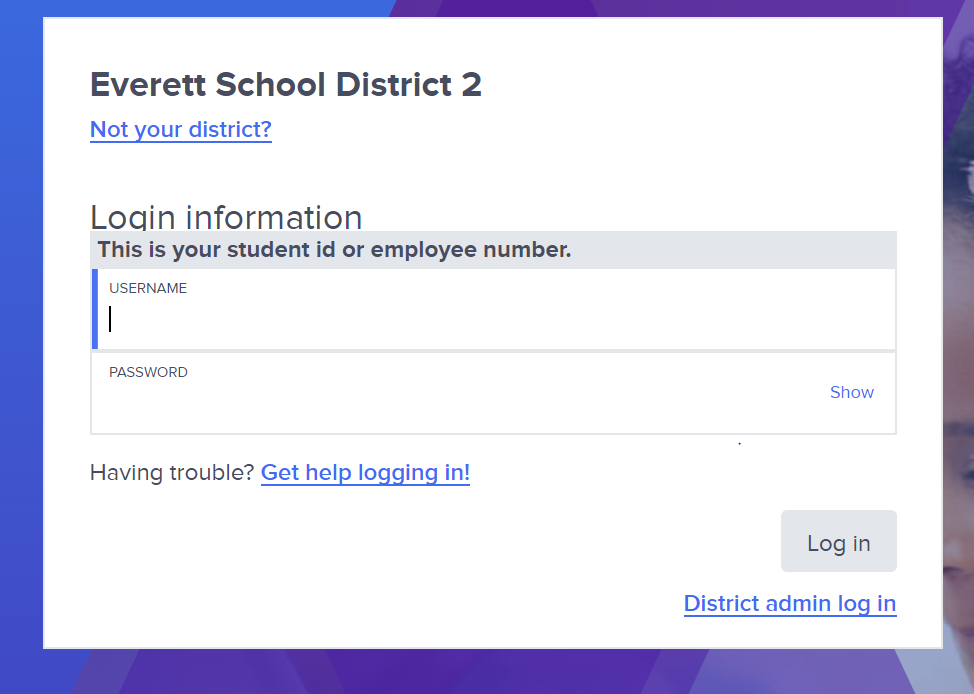 Everett School District 2
Not your district?
Login information
This is your student id or employee number.
USERNAME
PASSWORD
Show
Having trouble? Get help logging in!
Log in
District admin log in